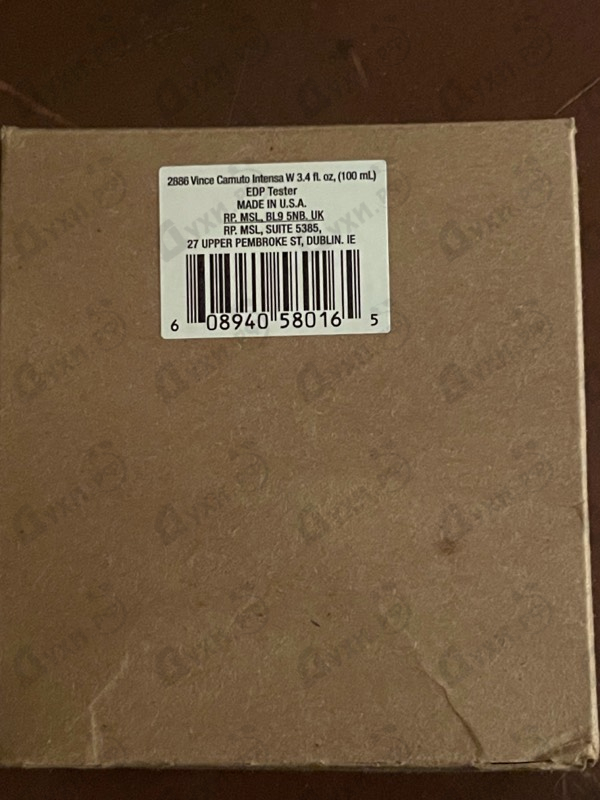 2886 Vince Camuto Intensa W 3.4 fl. oz, (100 mL)
EDP Tester
MADE IN U.S.A.
RP. MSL, BL9 5NB. UK
RP. MSL, SUITE 5385,
27 UPPER PEMBROKE ST, DUBLIN. IE
6 08940 58016 5